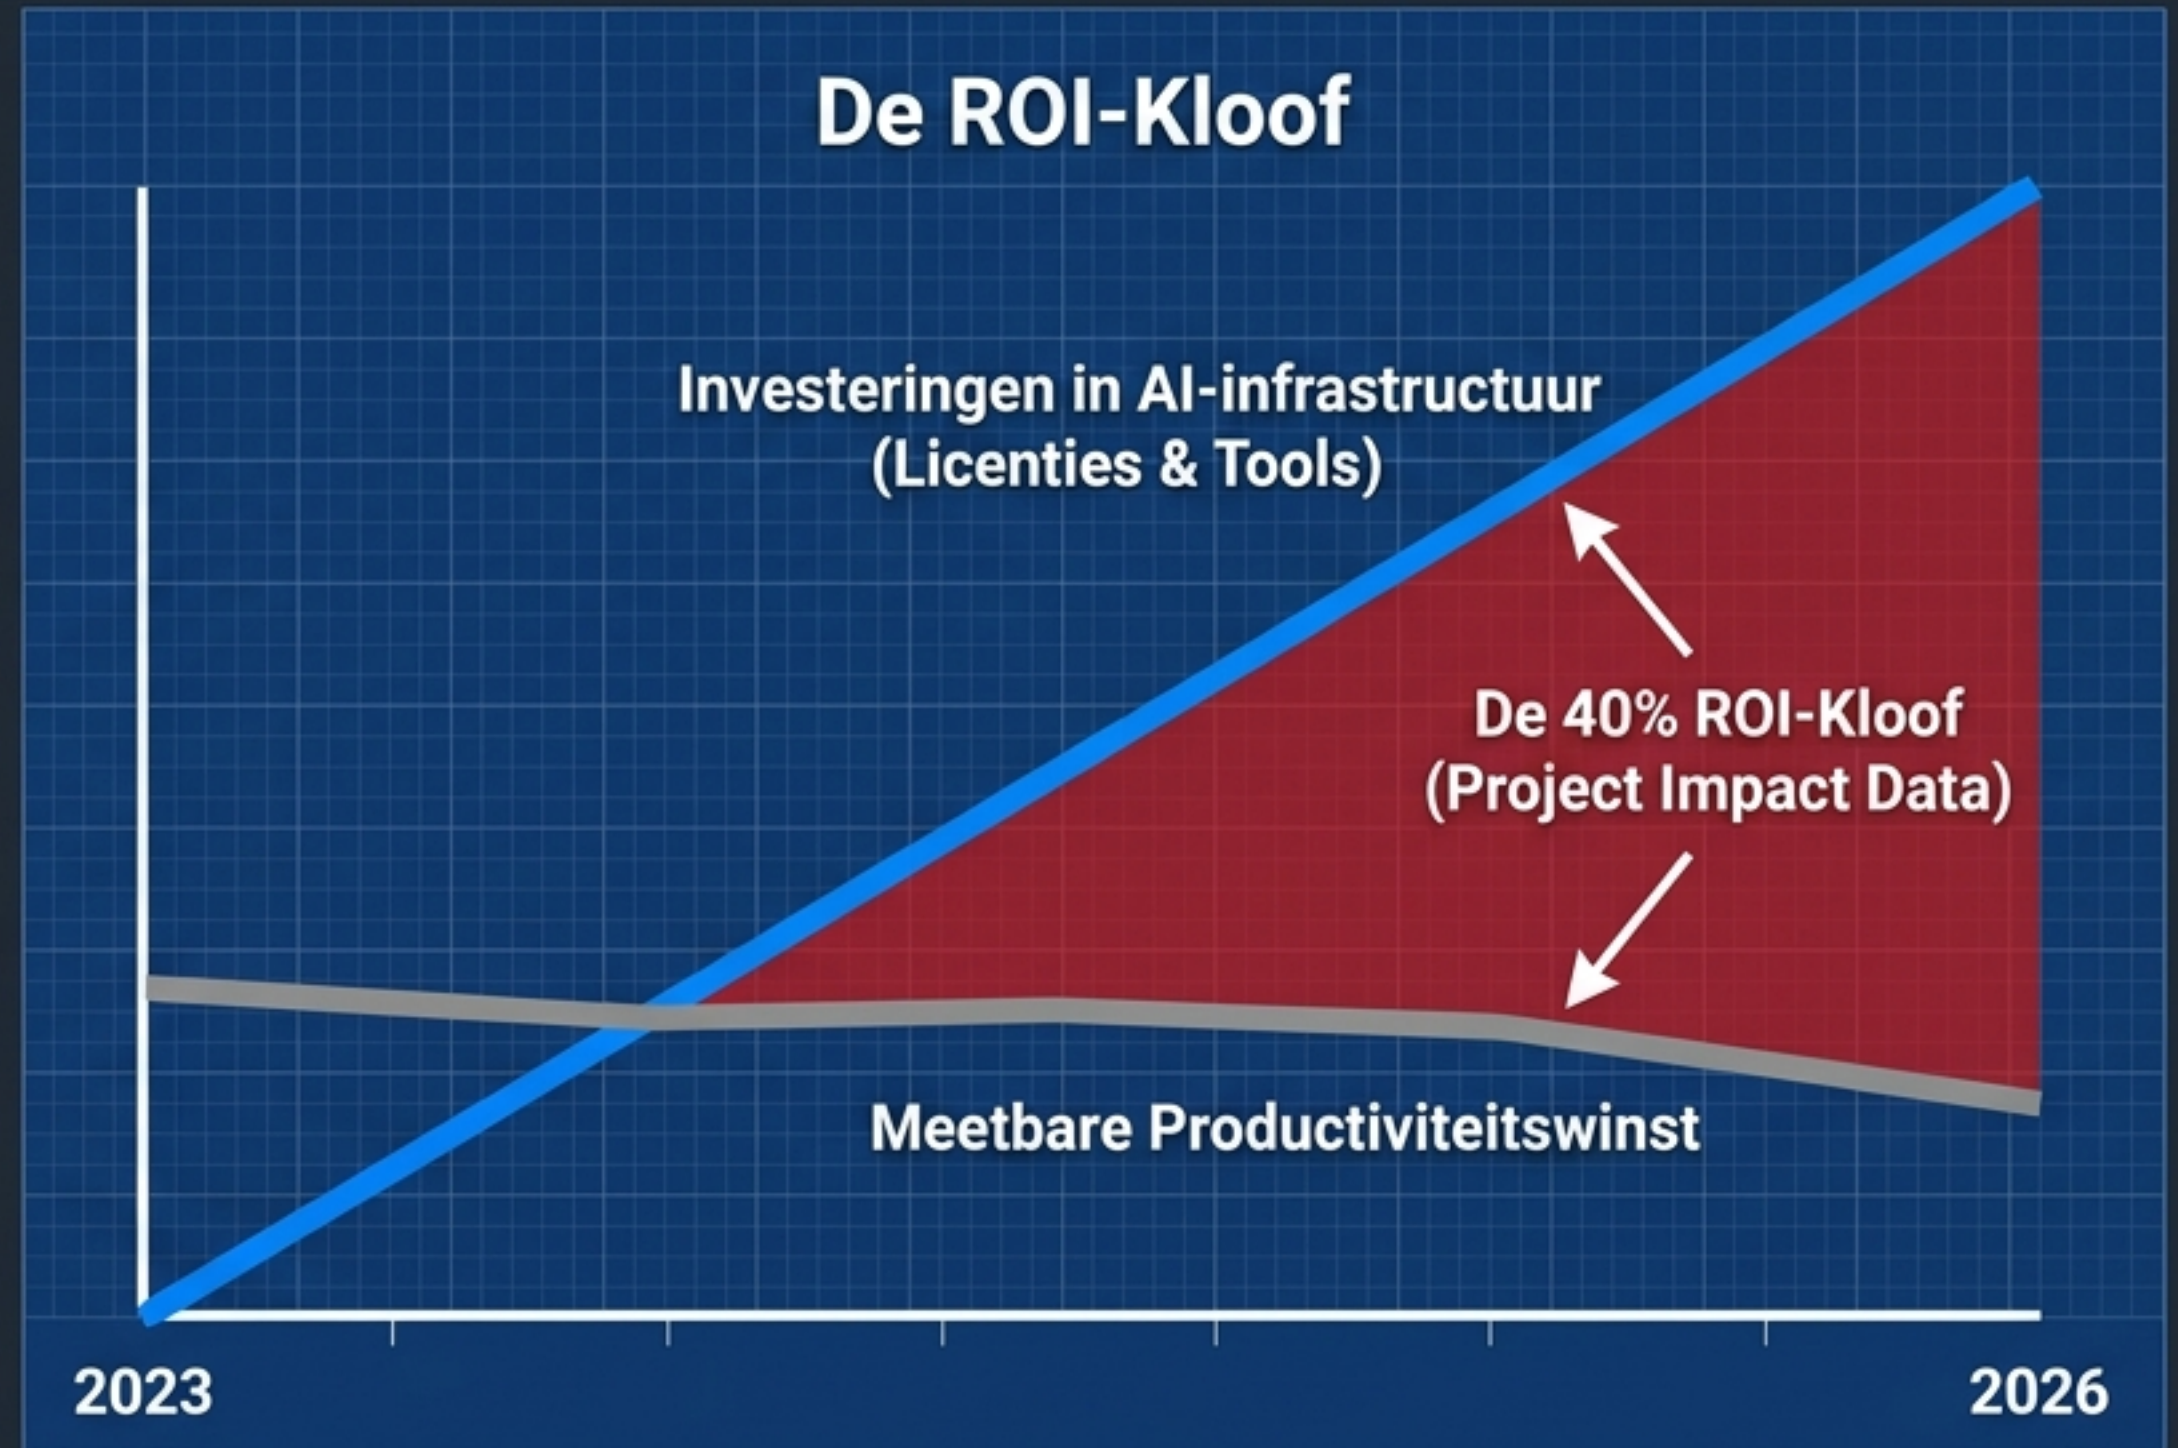 De ROI-Kloof
Investeringen in AI-infrastructuur
(Licenties & Tools)
De 40% ROI-Kloof
(Project Impact Data)
Meetbare Productiviteitswinst
2023
2026